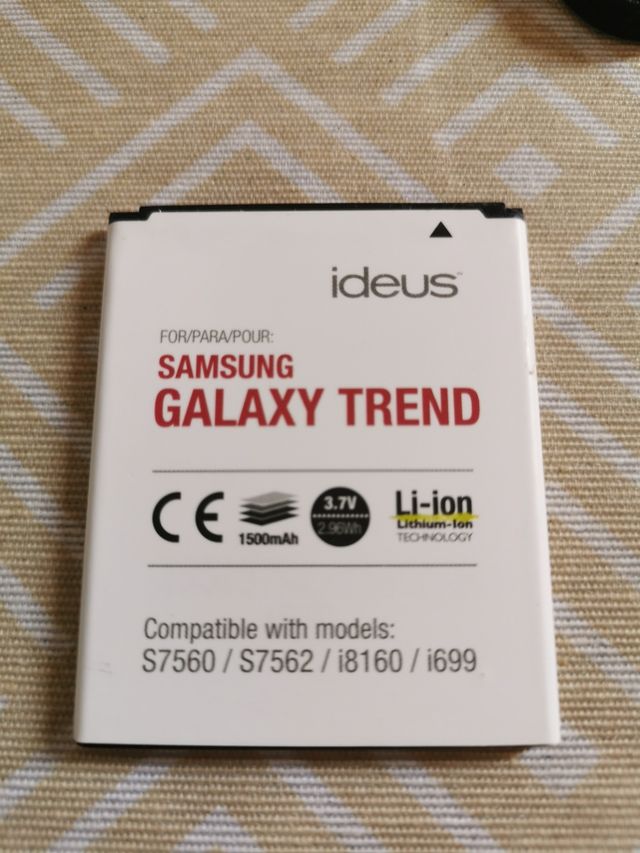 ideus™
FOR/PARA/POUR:
SAMSUNG
GALAXY TREND
CE
1500mAh
3.7V
2.96Wh
Li-ion
Lithium-Ion
TECHNOLOGY
Compatible with models:
S7560 / S7562 / i8160 / i699